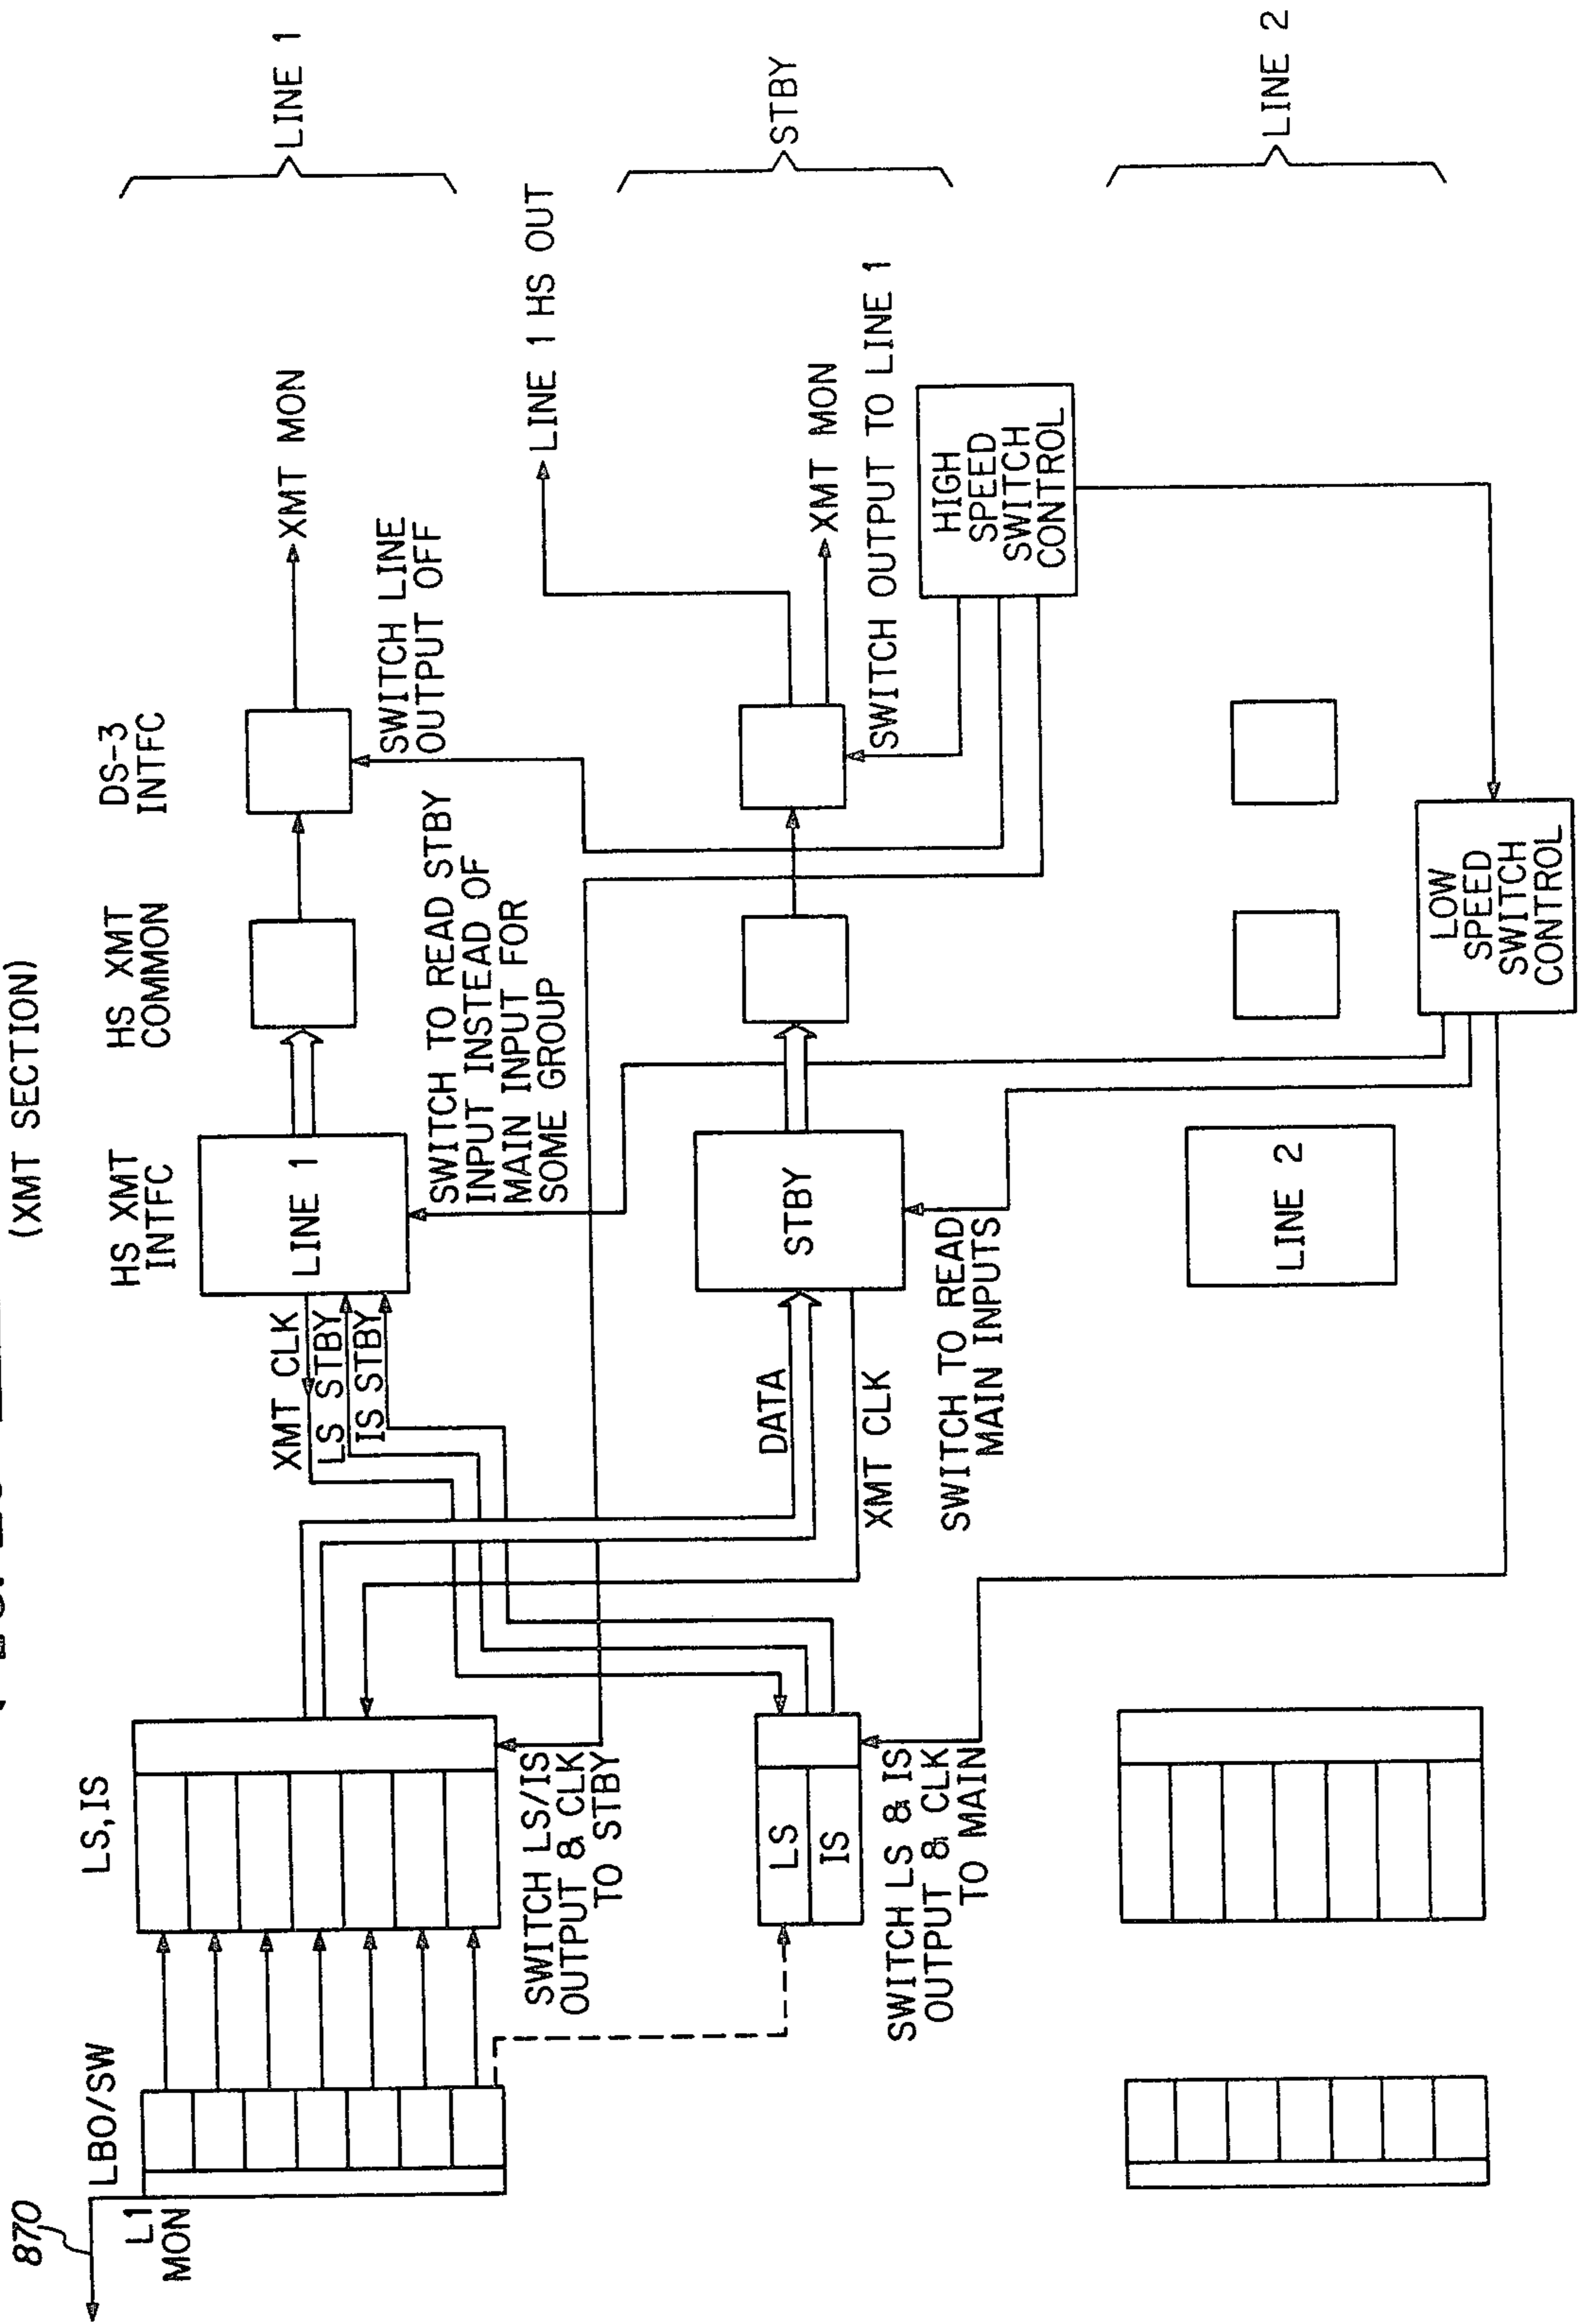 (XMT SECTION)
870
L1
MON
LBO/SW
LS,IS
HS XMT
INTFC
HS XMT
COMMON
DS-3
INTFC
LINE 1
XMT MON
LINE 1
XMT CLK
LS STBY
IS STBY
SWITCH LINE
OUTPUT OFF
SWITCH TO READ STBY
INPUT INSTEAD OF
MAIN INPUT FOR
SOME GROUP
LINE 1 HS OUT
SWITCH LS/IS
OUTPUT & CLK
TO STBY
LS
IS
DATA
XMT CLK
STBY
XMT MON
STBY
SWITCH OUTPUT TO LINE 1
SWITCH LS & IS
OUTPUT & CLK
TO MAIN
SWITCH TO READ
MAIN INPUTS
HIGH
SPEED
SWITCH
CONTROL
LINE 2
LINE 2
LOW
SPEED
SWITCH
CONTROL